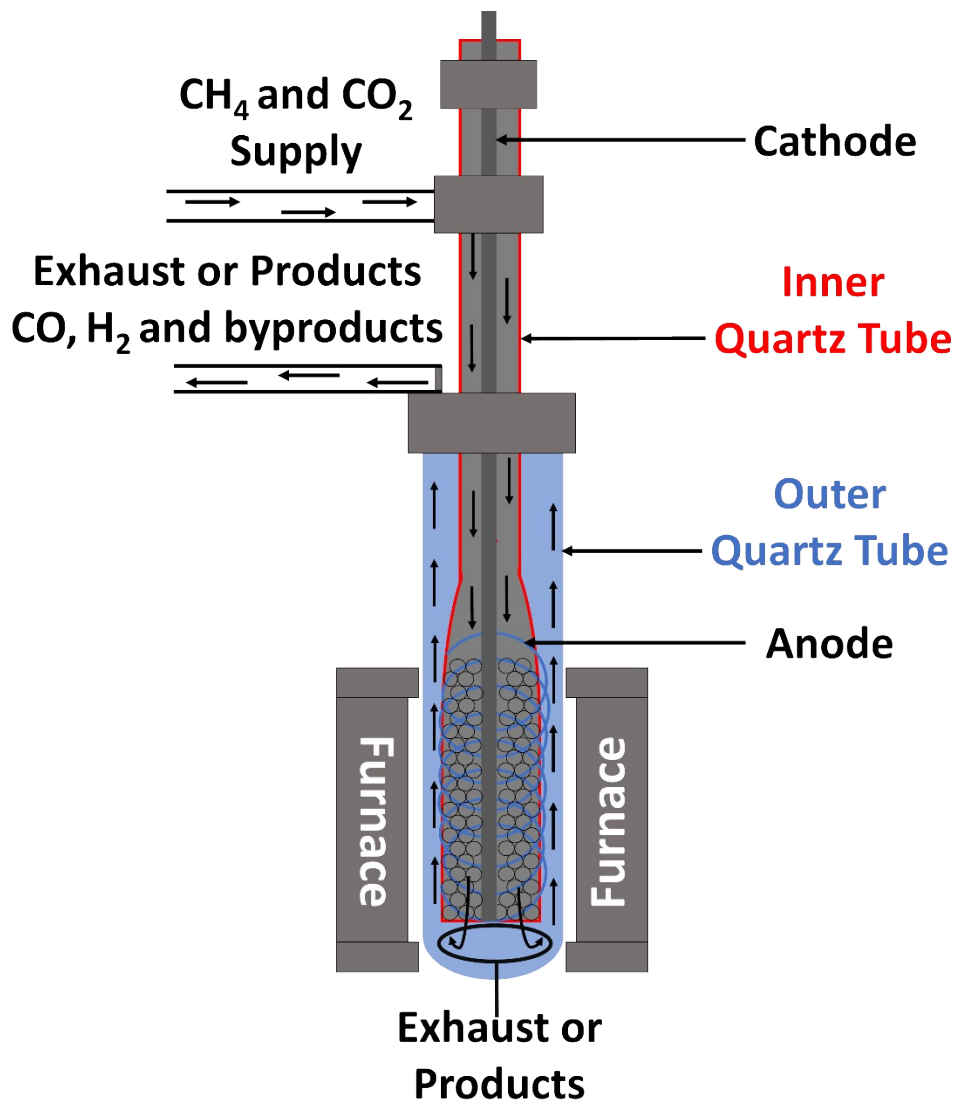 CH₄ and CO₂
Supply
Cathode
Exhaust or Products
CO, H₂ and byproducts
Inner
Quartz Tube
Outer
Quartz Tube
Anode
Furnace
Furnace
Exhaust or
Products